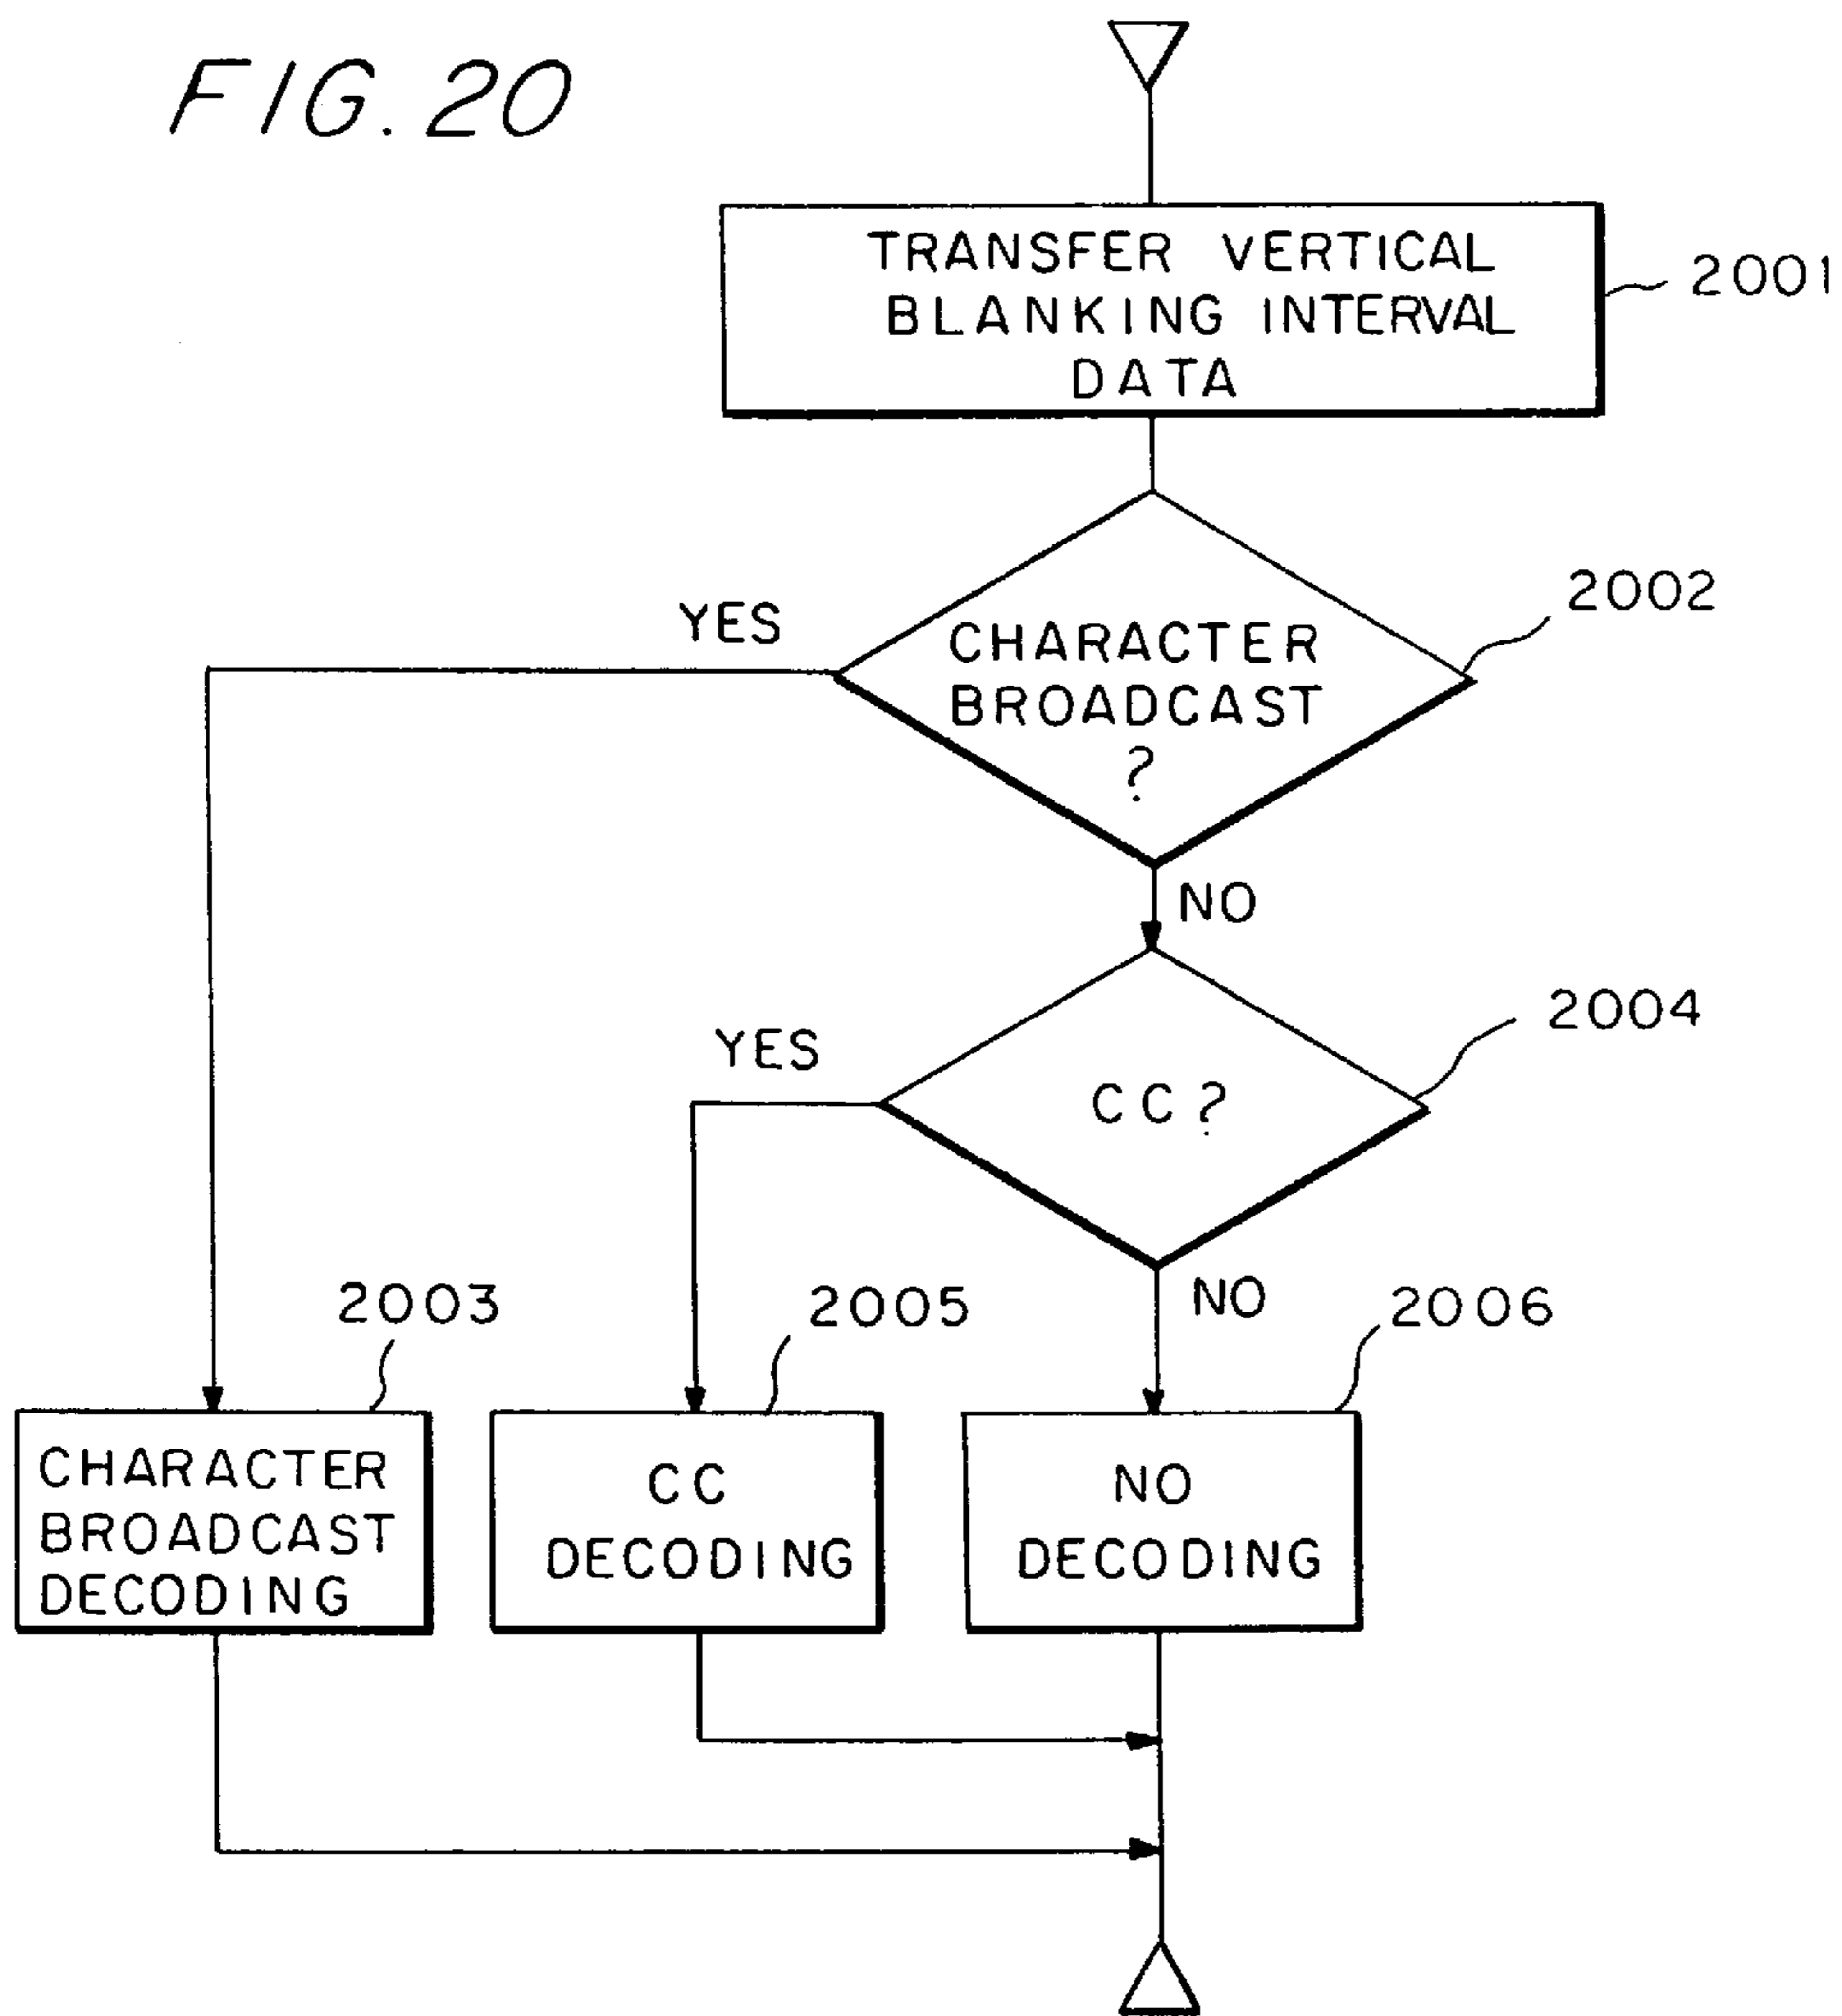 FIG. 20
TRANSFER VERTICAL
BLANKING INTERVAL
DATA
2001
CHARACTER
BROADCAST
?
2002
YES
NO
CC?
2004
YES
NO
2003
CHARACTER
BROADCAST
DECODING
2005
CC
DECODING
2006
NO
DECODING